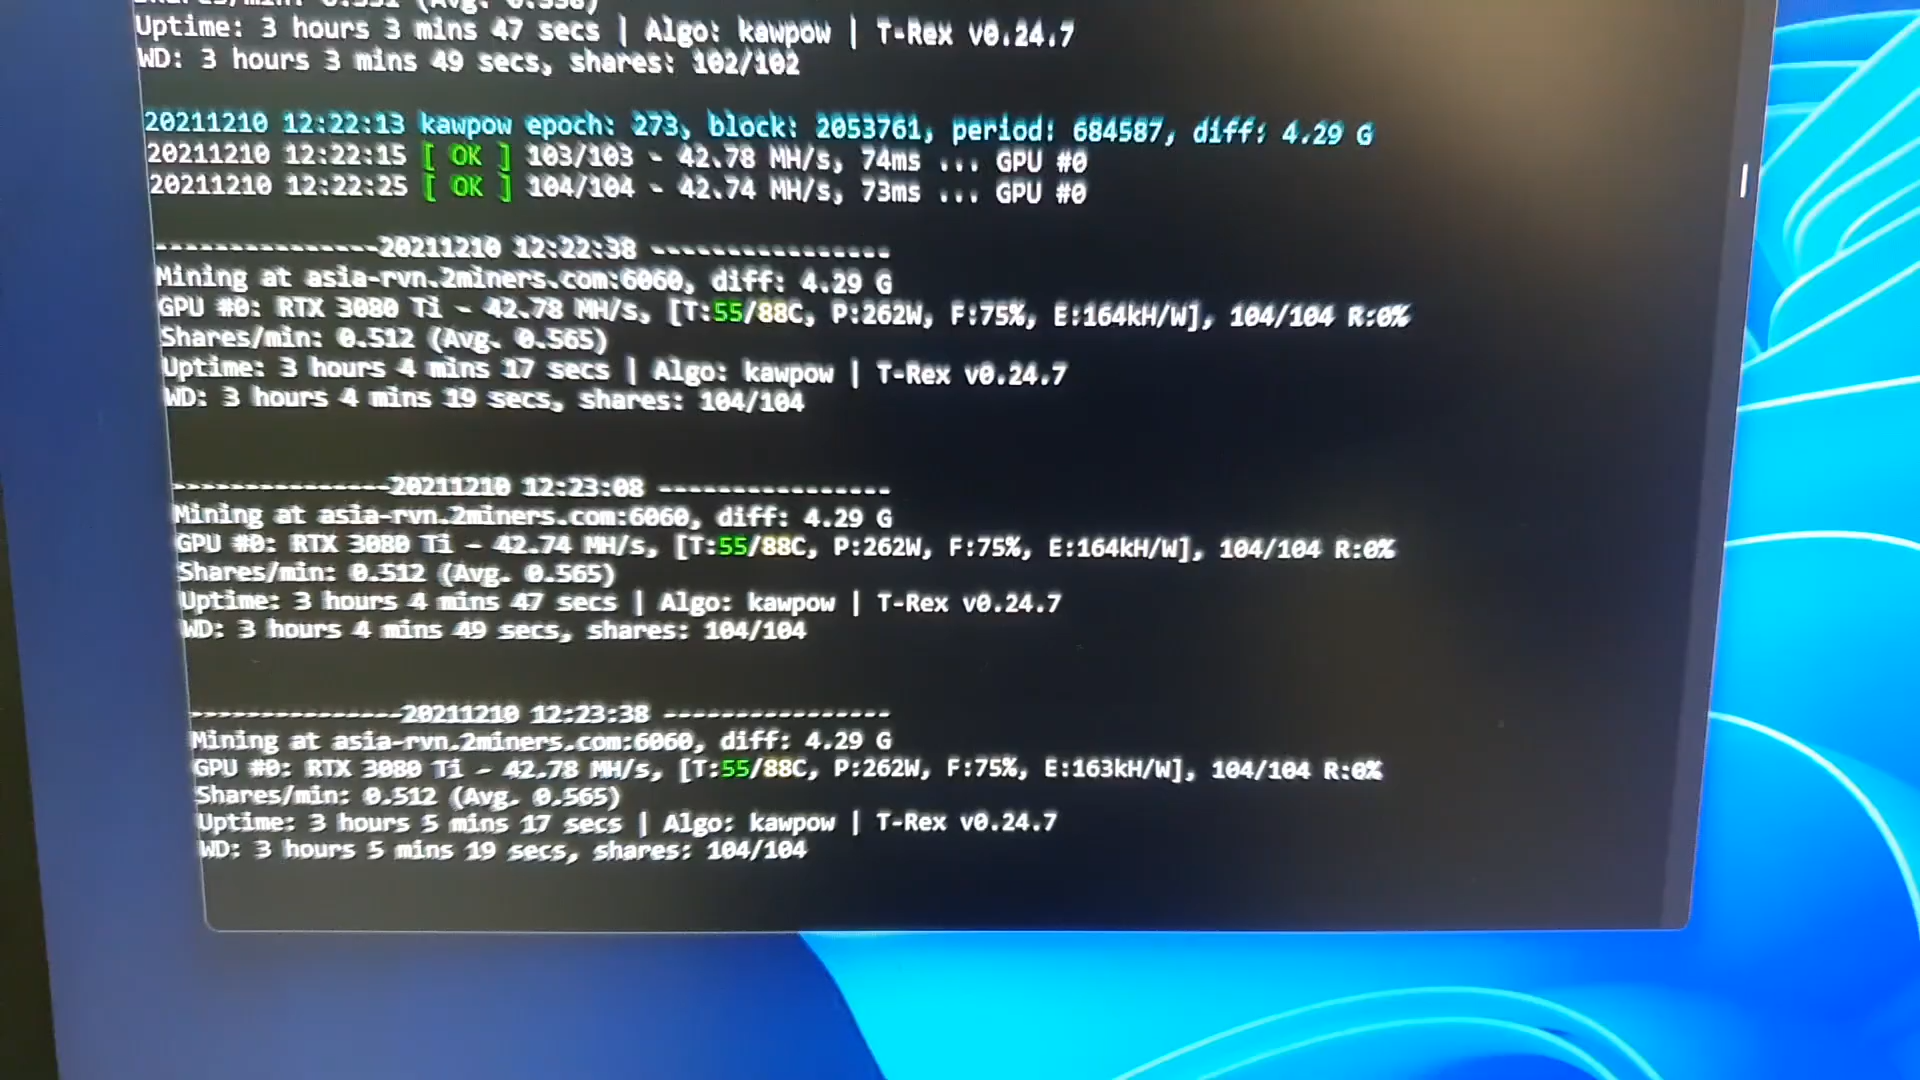 Uptime: 3 hours 3 mins 47 secs | Algo: kawpow | T-Rex v0.24.7
WD: 3 hours 3 mins 49 secs, shares: 102/102
20211210 12:22:13 kawpow epoch: 273, block: 2053761, period: 684587, diff: 4.29 G
20211210 12:22:15 [ OK ] 103/103 - 42.78 MH/s, 74ms ... GPU #0
20211210 12:22:25 [ OK ] 104/104 - 42.74 MH/s, 73ms ... GPU #0
---------------20211210 12:22:38 ----------------
Mining at asia-rvn.2miners.com:6060, diff: 4.29 G
GPU #0: RTX 3080 Ti - 42.78 MH/s, [T:55/88C, P:262W, F:75%, E:164kH/W], 104/104 R:0%
Shares/min: 0.512 (Avg. 0.565)
Uptime: 3 hours 4 mins 17 secs | Algo: kawpow | T-Rex v0.24.7
WD: 3 hours 4 mins 19 secs, shares: 104/104
---------------20211210 12:23:08 ----------------
Mining at asia-rvn.2miners.com:6060, diff: 4.29 G
GPU #0: RTX 3080 Ti - 42.74 MH/s, [T:55/88C, P:262W, F:75%, E:164kH/W], 104/104 R:0%
Shares/min: 0.512 (Avg. 0.565)
Uptime: 3 hours 4 mins 47 secs | Algo: kawpow | T-Rex v0.24.7
WD: 3 hours 4 mins 49 secs, shares: 104/104
---------------20211210 12:23:38 ----------------
Mining at asia-rvn.2miners.com:6060, diff: 4.29 G
GPU #0: RTX 3080 Ti - 42.78 MH/s, [T:55/88C, P:262W, F:75%, E:163kH/W], 104/104 R:0%
Shares/min: 0.512 (Avg. 0.565)
Uptime: 3 hours 5 mins 17 secs | Algo: kawpow | T-Rex v0.24.7
WD: 3 hours 5 mins 19 secs, shares: 104/104